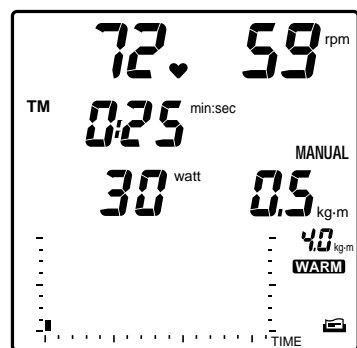 72 59 rpm
TM 0:25 min:sec
MANUAL
30 watt 0.5 kg·m
4.0 kg·m
WARM
TIME